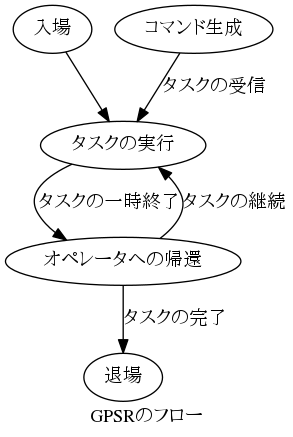 入場
コマンド生成
タスクの受信
タスクの実行
タスクの一時終了
タスクの継続
オペレータへの帰還
タスクの完了
退場
GPSRのフロー